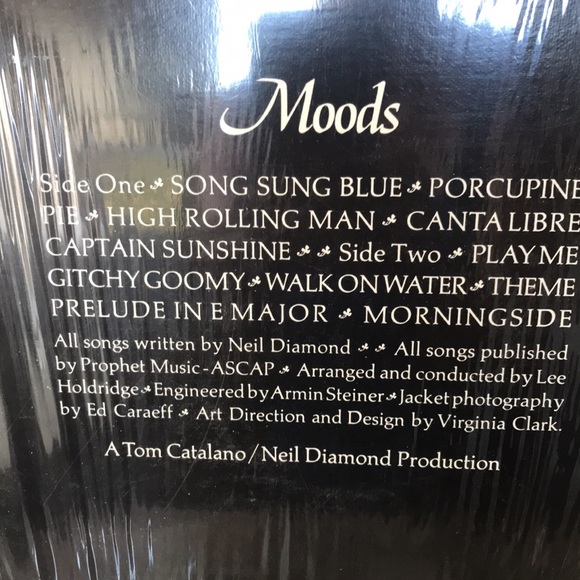 Moods
Side One SONG SUNG BLUE PORCUPINE
PIE HIGH ROLLING MAN CANTA LIBRE
CAPTAIN SUNSHINE Side Two PLAY ME
GITCHY GOOMY WALK ON WATER THEME
PRELUDE IN E MAJOR MORNINGSIDE
All songs written by Neil Diamond All songs published
by Prophet Music-ASCAP Arranged and conducted by Lee
Holdridge Engineered by Armin Steiner Jacket photography
by Ed Caraeff Art Direction and Design by Virginia Clark.
A Tom Catalano/Neil Diamond Production